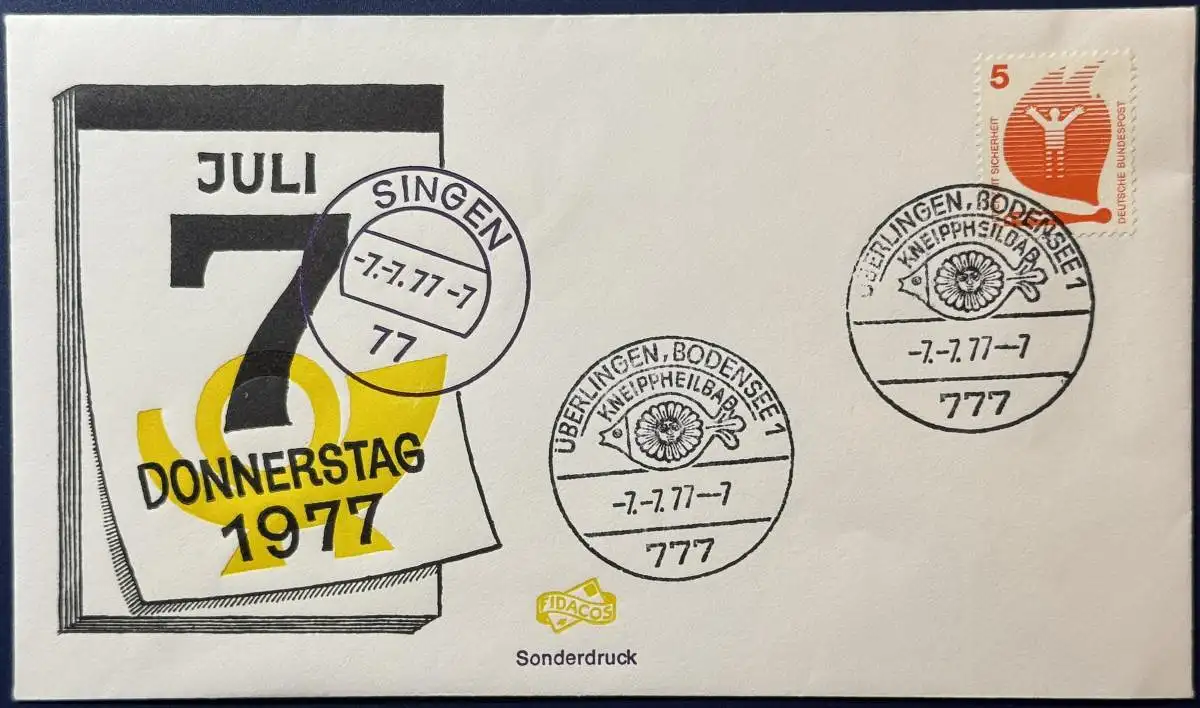 JULI
7
DONNERSTAG
1977
SINGEN
-7.-7.77-7
77
5
SICHERHEIT
DEUTSCHE BUNDESPOST
ÜBERLINGEN, BODENSEE 1
KNEIPPHEILBAD
-7.-7.77--7
777
ÜBERLINGEN, BODENSEE 1
KNEIPPHEILBAD
-7.-7.77--7
777
FIDACOS
Sonderdruck